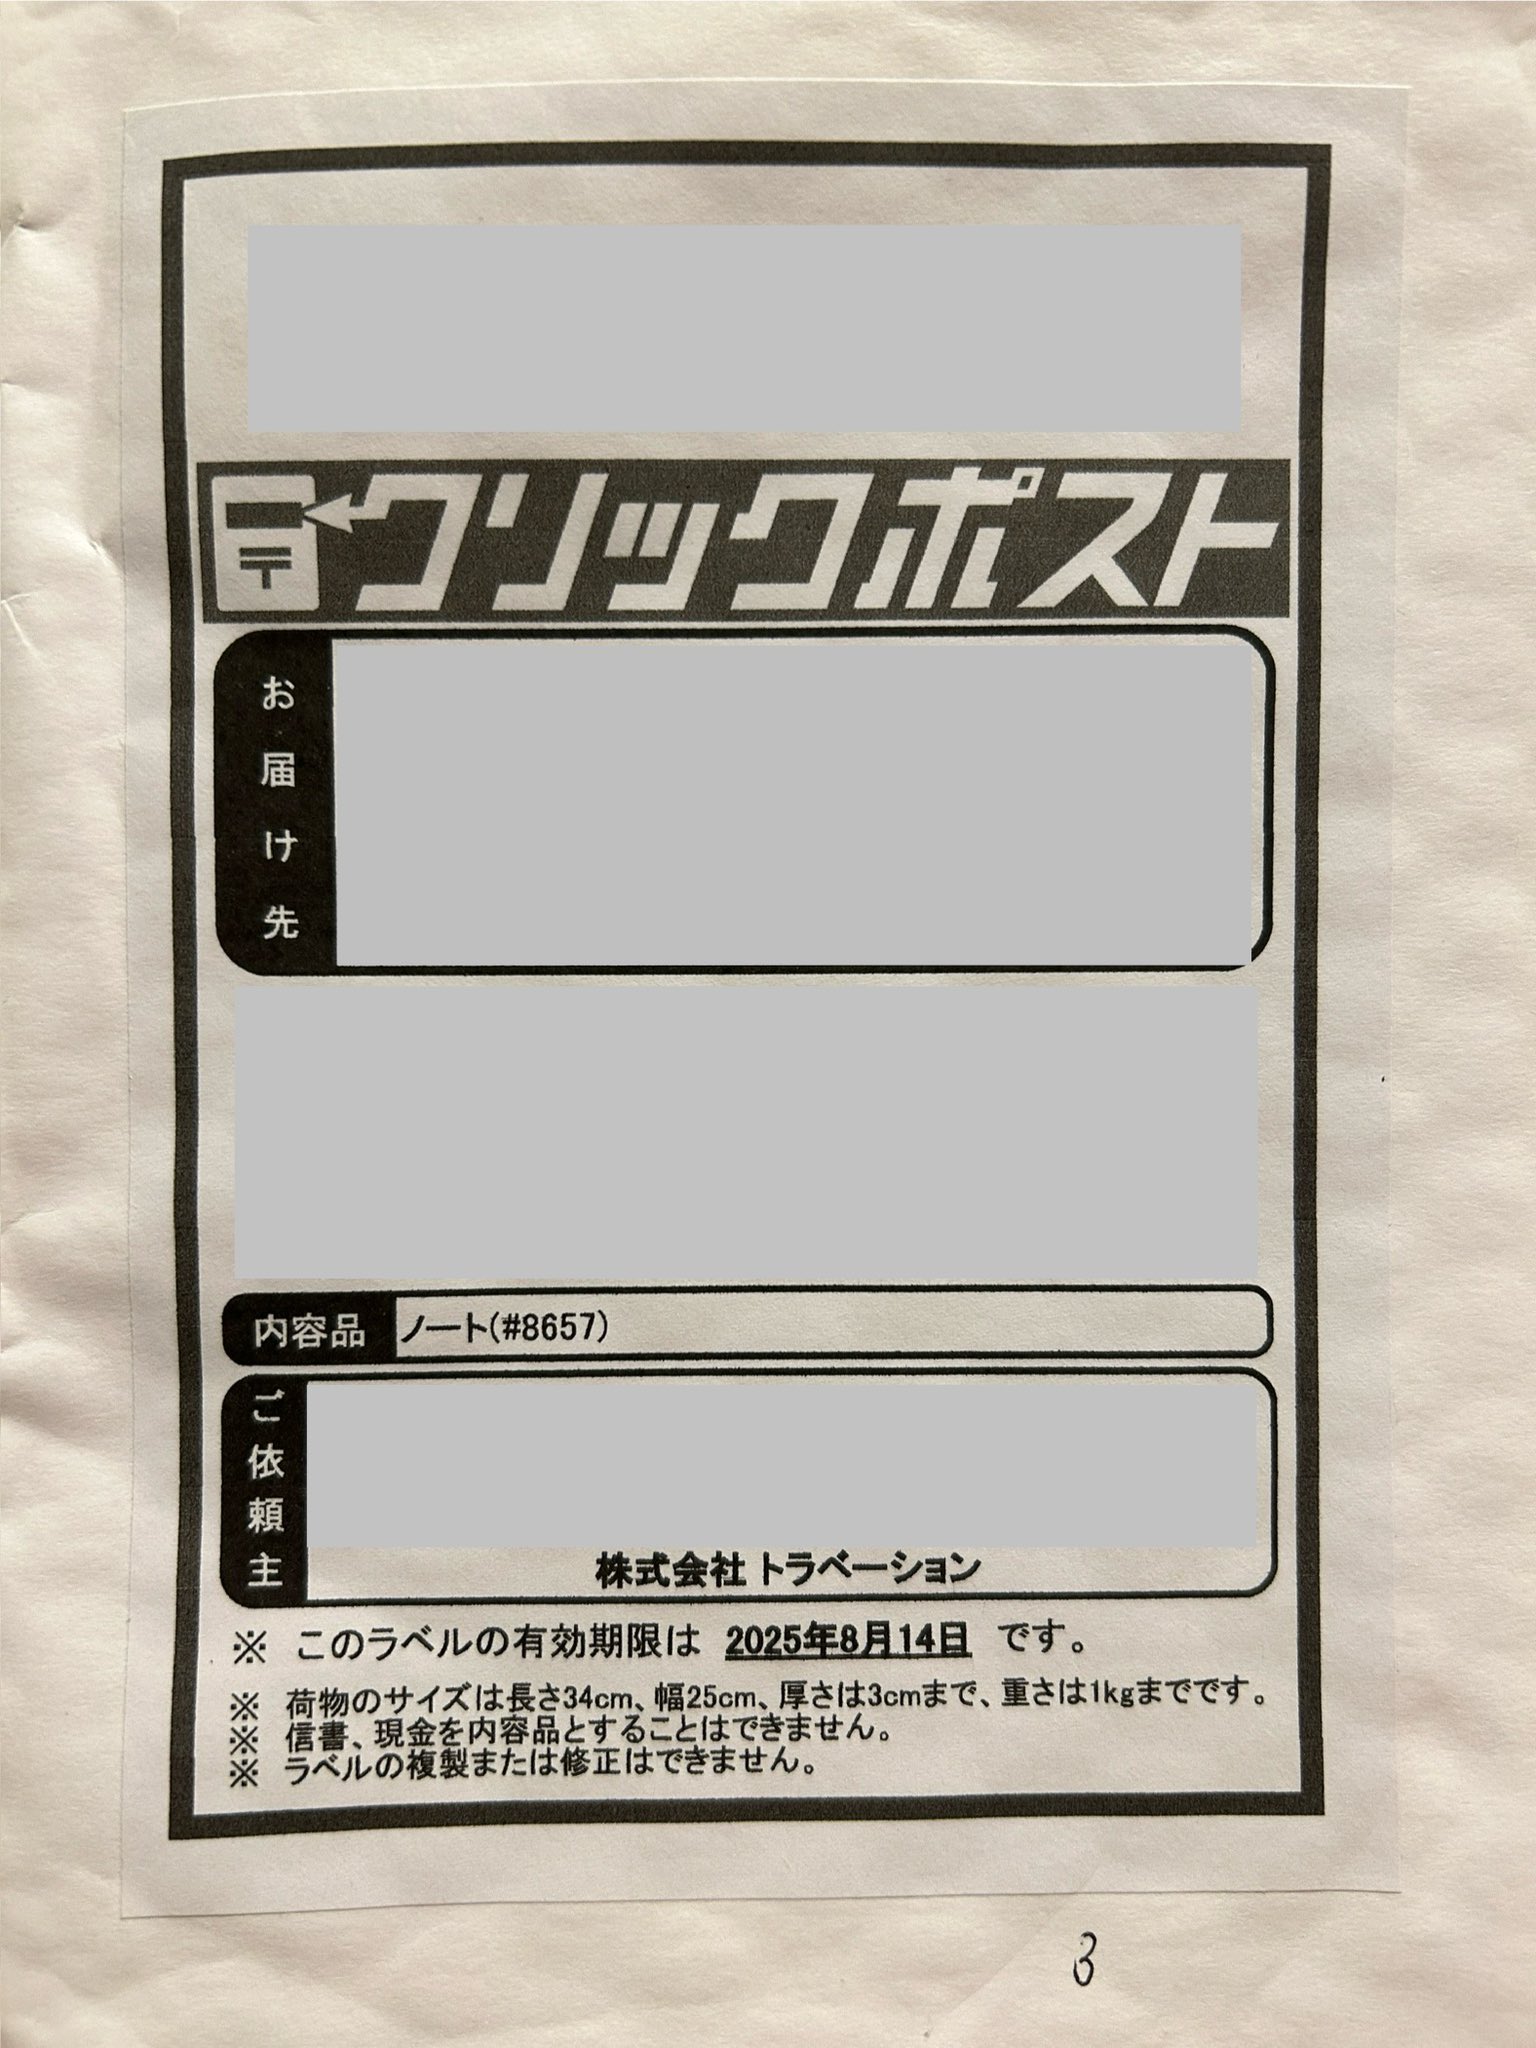 〒
クリックポスト
お届け先
内容品 ノート(#8657)
ご依頼主
株式会社 トラベーション
※ このラベルの有効期限は 2025年8月14日 です。
※ 荷物のサイズは長さ34cm、幅25cm、厚さは3cmまで、重さは1kgまでです。
※ 信書、現金を内容品とすることはできません。
※ ラベルの複製または修正はできません。
3